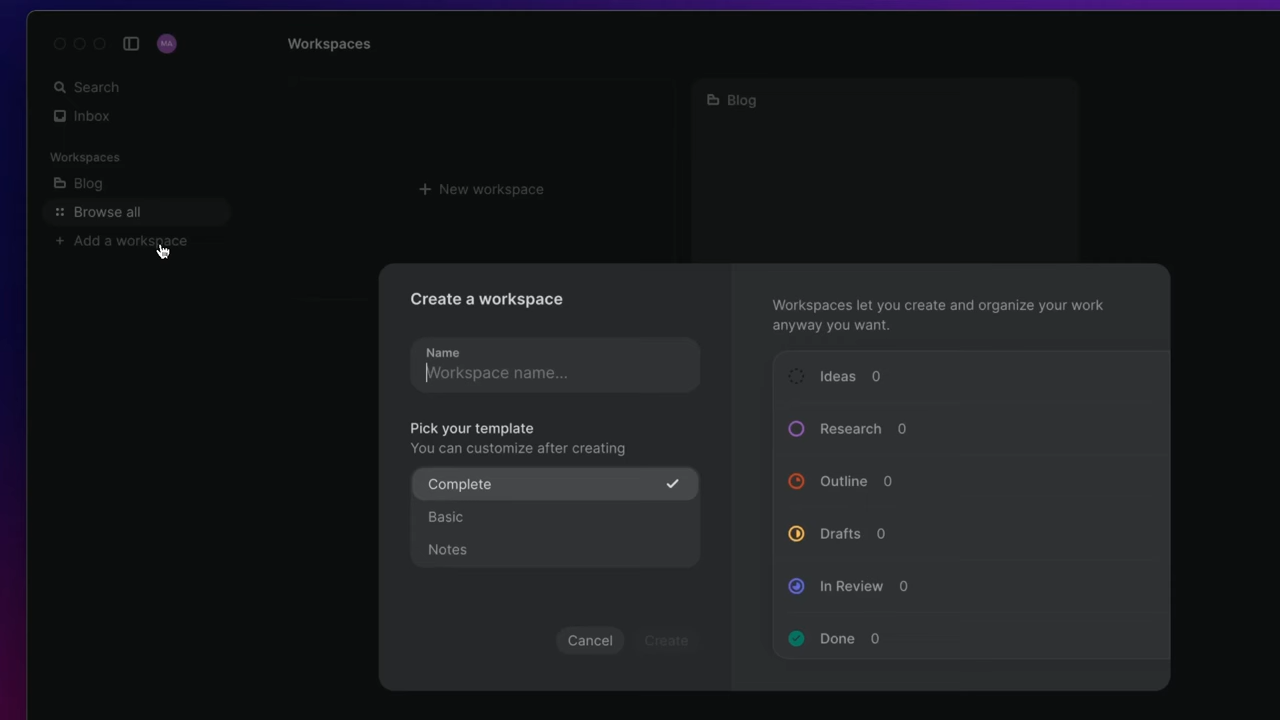 MA
Workspaces
Search
Inbox
Workspaces
Blog
Browse all
+ Add a workspace
+ New workspace
Blog
Create a workspace
Name
Workspace name...
Pick your template
You can customize after creating
Complete
Basic
Notes
Cancel
Create
Workspaces let you create and organize your work
anyway you want.
Ideas 0
Research 0
Outline 0
Drafts 0
In Review 0
Done 0